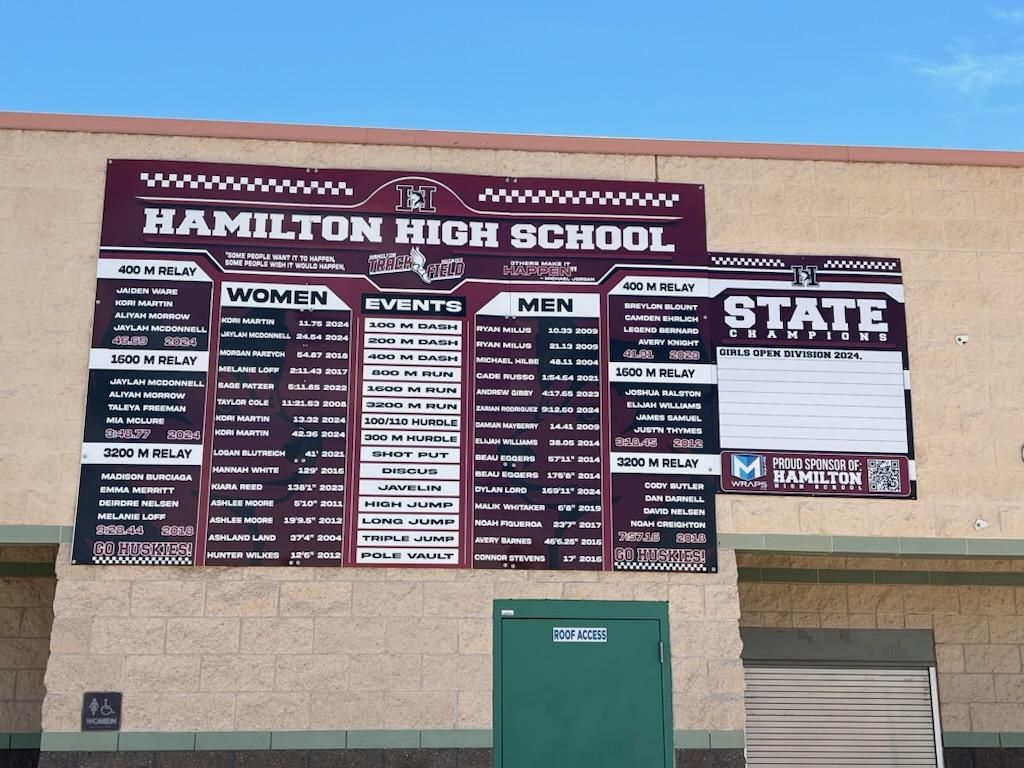 H
HAMILTON HIGH SCHOOL
"SOME PEOPLE WANT IT TO HAPPEN,
SOME PEOPLE WISH IT WOULD HAPPEN,
HAMILTON HUSKIES
TRACK FIELD
OTHERS MAKE IT
HAPPEN"
~ MICHAEL JORDAN
400 M RELAY
JAIDEN WARE
KORI MARTIN
ALIYAH MORROW
JAYLAH MCDONNELL
46.69 2024
1600 M RELAY
JAYLAH MCDONNELL
ALIYAH MORROW
TALEYA FREEMAN
MIA MCLURE
3:48.77 2024
3200 M RELAY
MADISON BURCIAGA
EMMA MERRITT
DEIRDRE NELSEN
MELANIE LOFF
9:28.44 2018
GO HUSKIES!
WOMEN
KORI MARTIN 11.75 2024
JAYLAH MCDONNELL 24.54 2024
MORGAN PARZYCH 54.87 2018
MELANIE LOFF 2:11.43 2017
SAGE PATZER 5:11.85 2022
TAYLOR COLE 11:21.53 2008
KORI MARTIN 13.32 2024
KORI MARTIN 42.36 2024
LOGAN BLUTREICH 41' 2021
HANNAH WHITE 129' 2016
KIARA REED 138'1" 2023
ASHLEE MOORE 5'10" 2011
ASHLEE MOORE 19'9.5" 2012
ASHLAND LAND 37'4" 2004
HUNTER WILKES 12'6" 2012
EVENTS
100 M DASH
200 M DASH
400 M DASH
800 M RUN
1600 M RUN
3200 M RUN
100/110 HURDLE
300 M HURDLE
SHOT PUT
DISCUS
JAVELIN
HIGH JUMP
LONG JUMP
TRIPLE JUMP
POLE VAULT
MEN
RYAN MILUS 10.33 2009
RYAN MILUS 21.13 2009
MICHAEL HILBE 48.11 2004
CADE RUSSO 1:54.64 2021
ANDREW GIBBY 4:17.65 2023
ZARIAN RODRIGUEZ 9:12.50 2024
DAMIAN MAYBERRY 14.41 2009
ELIJAH WILLIAMS 38.05 2014
BEAU EGGERS 57'11" 2014
BEAU EGGERS 175'8" 2014
DYLAN LORD 159'11" 2024
MALIK WHITAKER 6'8" 2019
NOAH FIGUEROA 23'7" 2017
AVERY BARNES 46'6.25" 2016
CONNOR STEVENS 17' 2016
400 M RELAY
BREYLON BLOUNT
CAMDEN EHRLICH
LEGEND BERNARD
AVERY KNIGHT
41.31 2023
1600 M RELAY
JOSHUA RALSTON
ELIJAH WILLIAMS
JAMES SAMUEL
JUSTN THYMES
3:18.45 2012
3200 M RELAY
CODY BUTLER
DAN DARNELL
DAVID NELSEN
NOAH CREIGHTON
7:57.16 2018
GO HUSKIES!
H
STATE
CHAMPIONS
GIRLS OPEN DIVISION 2024.
M
WRAPS
PROUD SPONSOR OF:
HAMILTON
HIGH SCHOOL
ROOF ACCESS
WOMEN